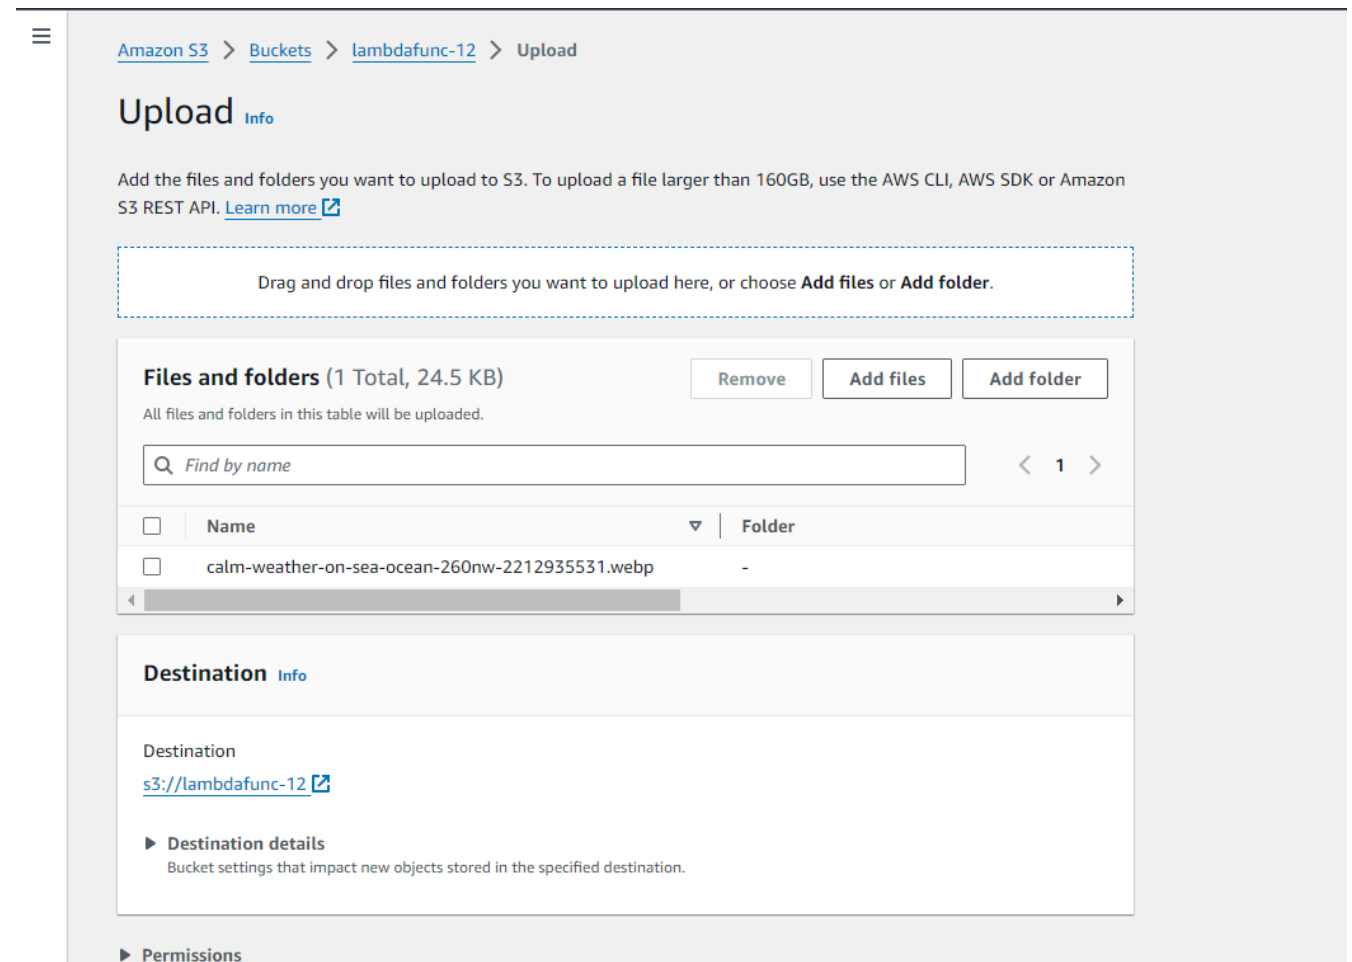 Amazon S3 > Buckets > lambdafunc-12 > Upload
Upload Info
Add the files and folders you want to upload to S3. To upload a file larger than 160GB, use the AWS CLI, AWS SDK or Amazon
S3 REST API. Learn more
Drag and drop files and folders you want to upload here, or choose Add files or Add folder.
Files and folders (1 Total, 24.5 KB)
Remove
Add files
Add folder
All files and folders in this table will be uploaded.
Find by name
1
Name
Folder
calm-weather-on-sea-ocean-260nw-2212935531.webp
-
Destination Info
Destination
s3://lambdafunc-12
Destination details
Bucket settings that impact new objects stored in the specified destination.
Permissions